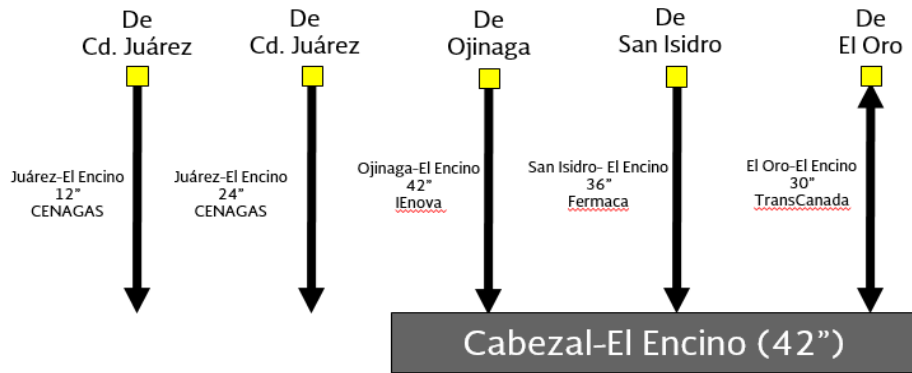 De
Cd. Juárez
De
Cd. Juárez
De
Ojinaga
De
San Isidro
De
El Oro
Juárez-El Encino
12”
CENAGAS
Juárez-El Encino
24”
CENAGAS
Ojinaga-El Encino
42”
IEnova
San Isidro- El Encino
36”
Fermaca
El Oro-El Encino
30”
TransCanada
Cabezal-El Encino (42”)